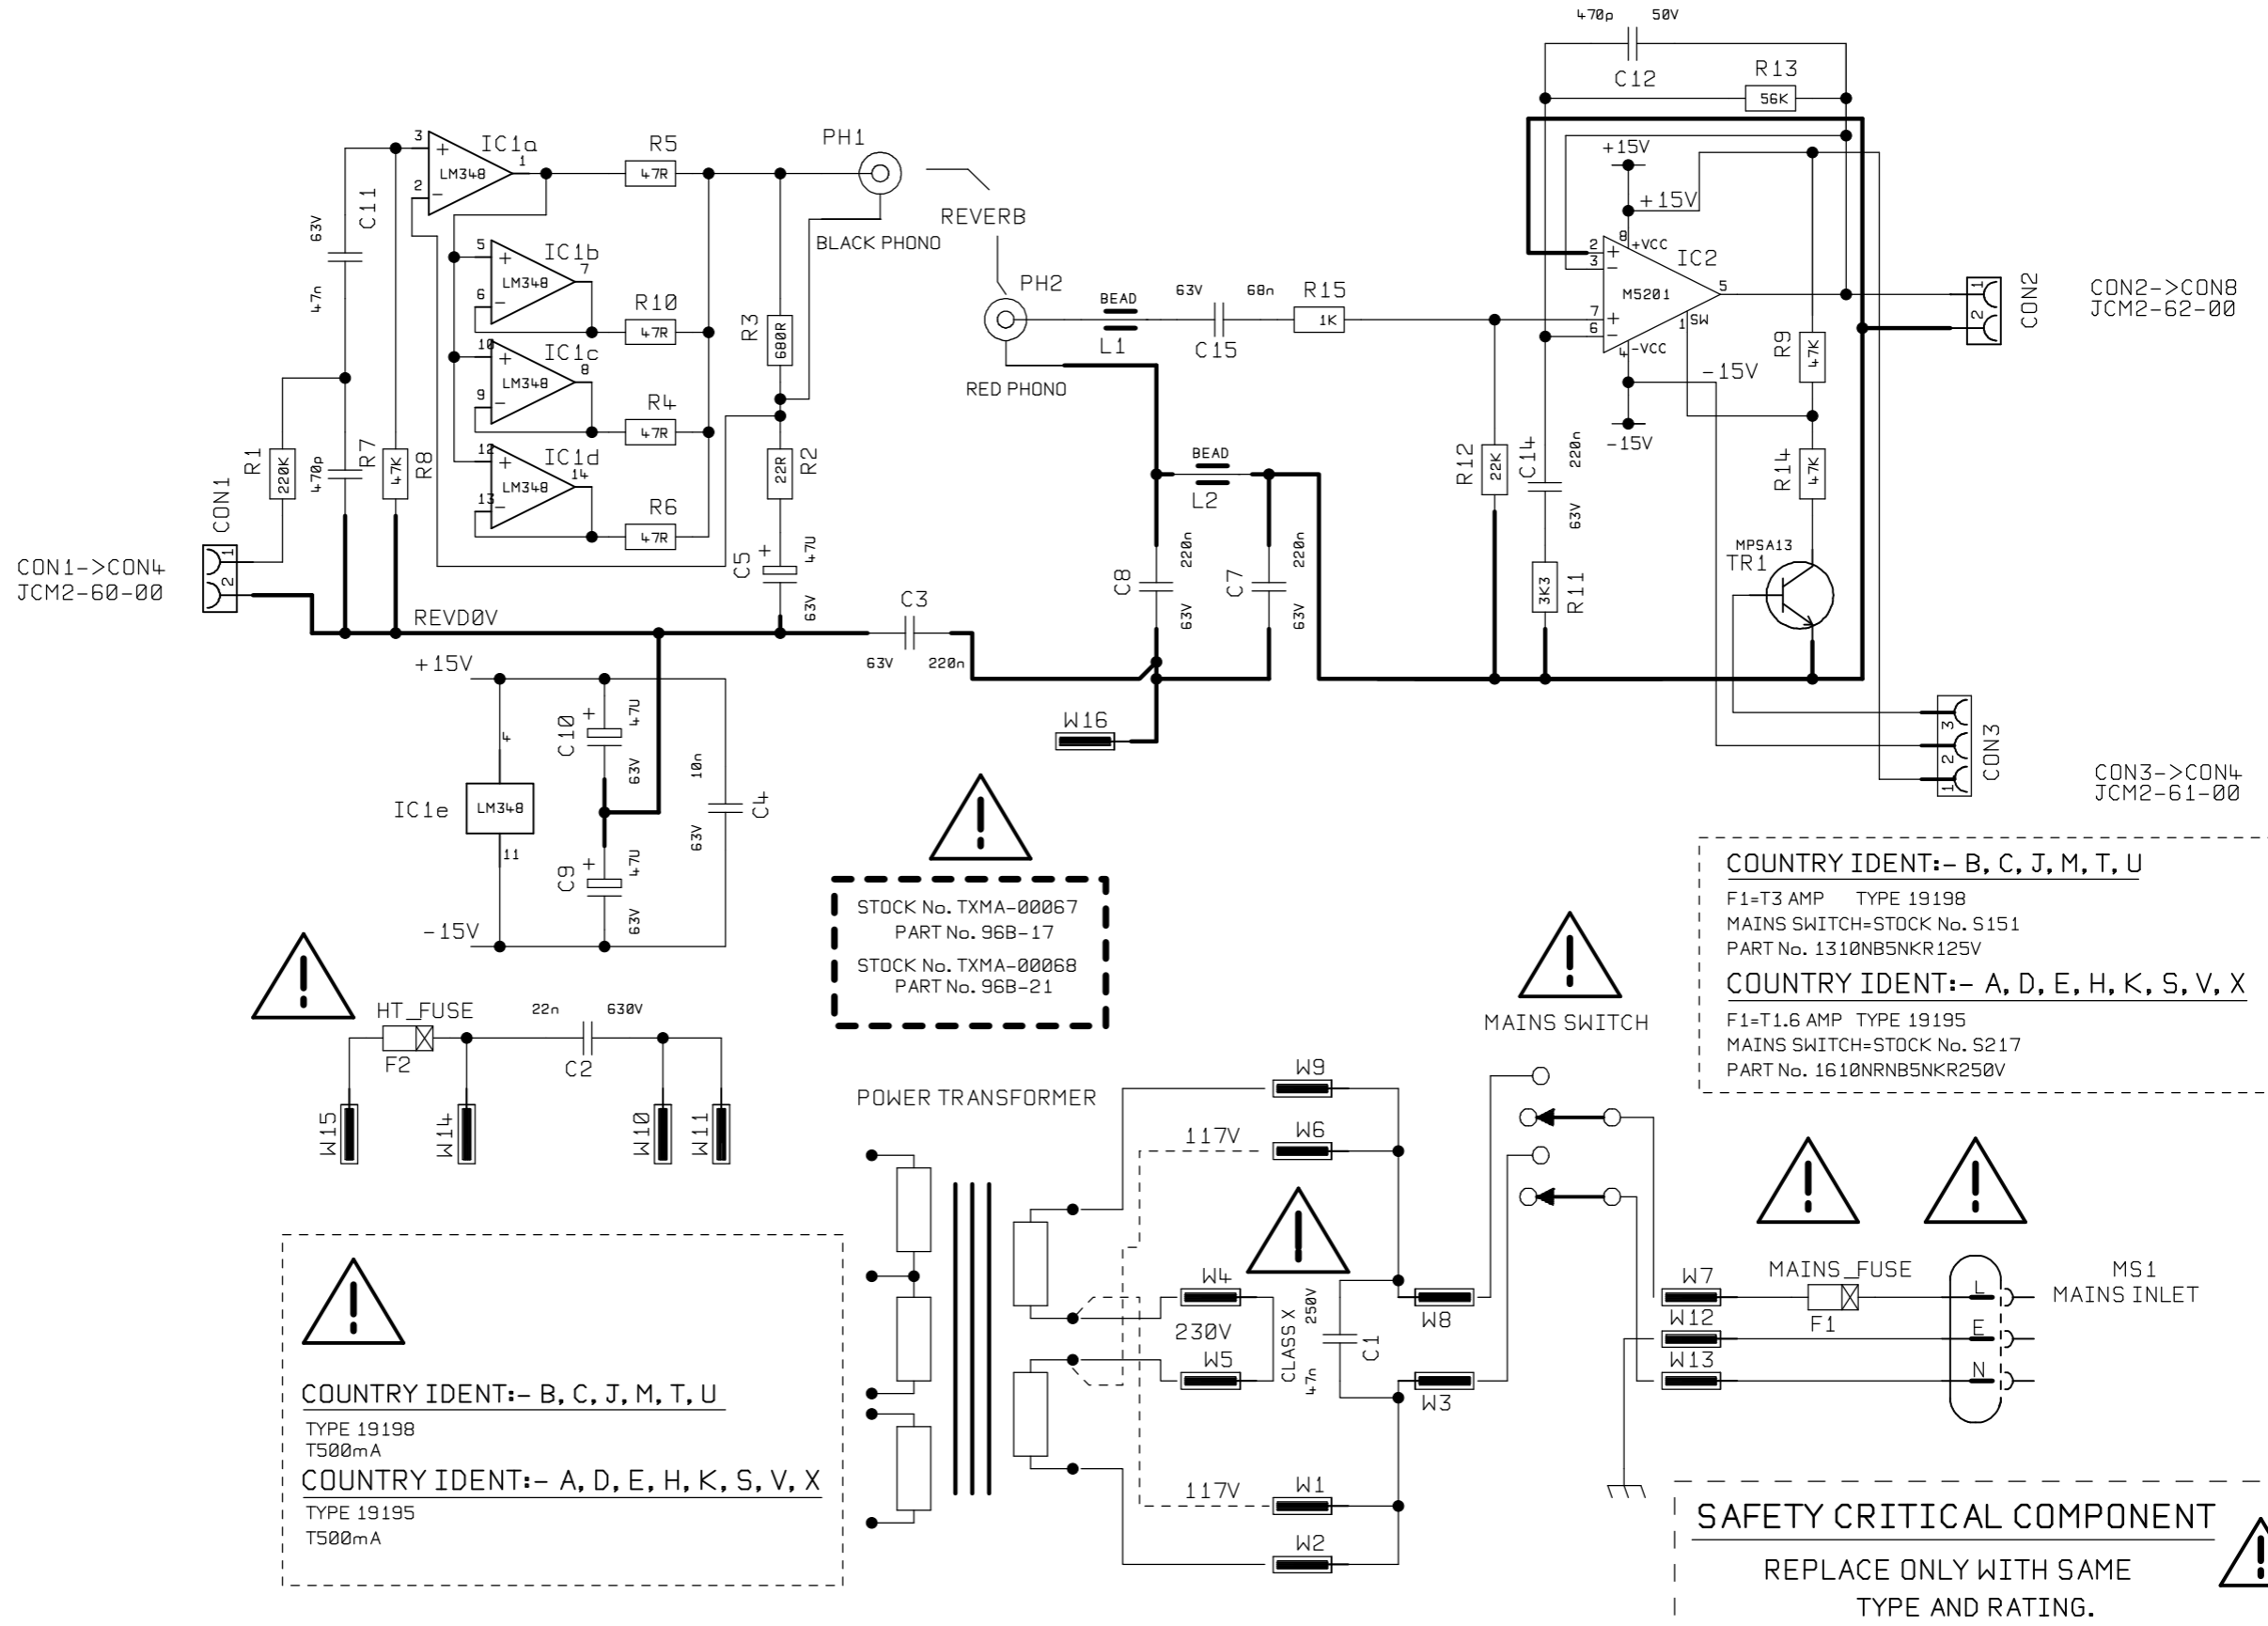 470p 50V
C12
R13
56K
3 IC1a
+ 1
LM348
2
-
R5
47R
PH1
REVERB
BLACK PHONO
63V
C11
47n
5 IC1b
+ 7
LM348
6
-
R10
47R
10 IC1c
+ 8
LM348
9
-
R4
47R
12 IC1d
+ 14
LM348
13
-
R6
47R
R3
680R
R2
22R
C5
+
47U
63V
R1
220K
470p
R7
47K
R8
CON1
1
2
CON1->CON4
JCM2-60-00
REVD0V
C3
63V 220n
PH2
RED PHONO
BEAD
L1
63V 68n
C15
R15
1K
BEAD
L2
C8
220n
63V
C7
220n
63V
W16
R12
22K
C14
220n
63V
3K3
R11
+15V
+15V
8
+VCC
2
+
3
-
IC2
M5201
5
7
+
6
-
1
SW
4
-VCC
-15V
-15V
R9
47K
R14
47K
MPSA13
TR1
CON2
1
2
CON2->CON8
JCM2-62-00
CON3
3
2
1
CON3->CON4
JCM2-61-00
+15V
4
IC1e
LM348
11
C10
+
47U
63V
C9
+
47U
63V
10n
63V
C4
-15V
STOCK No. TXMA-00067
PART No. 96B-17
STOCK No. TXMA-00068
PART No. 96B-21
COUNTRY IDENT:- B, C, J, M, T, U
F1=T3 AMP TYPE 19198
MAINS SWITCH=STOCK No. S151
PART No. 1310NB5NKR125V
COUNTRY IDENT:- A, D, E, H, K, S, V, X
F1=T1.6 AMP TYPE 19195
MAINS SWITCH=STOCK No. S217
PART No. 1610NRNB5NKR250V
HT_FUSE
F2
22n 630V
C2
W15
W14
W10
W11
MAINS SWITCH
POWER TRANSFORMER
W9
117V W6
W4
230V
W5
CLASS X
47n
250V
C1
W8
W3
117V W1
W2
W7
W12
W13
MAINS_FUSE
F1
L
E
N
MS1
MAINS INLET
COUNTRY IDENT:- B, C, J, M, T, U
TYPE 19198
T500mA
COUNTRY IDENT:- A, D, E, H, K, S, V, X
TYPE 19195
T500mA
SAFETY CRITICAL COMPONENT
REPLACE ONLY WITH SAME
TYPE AND RATING.